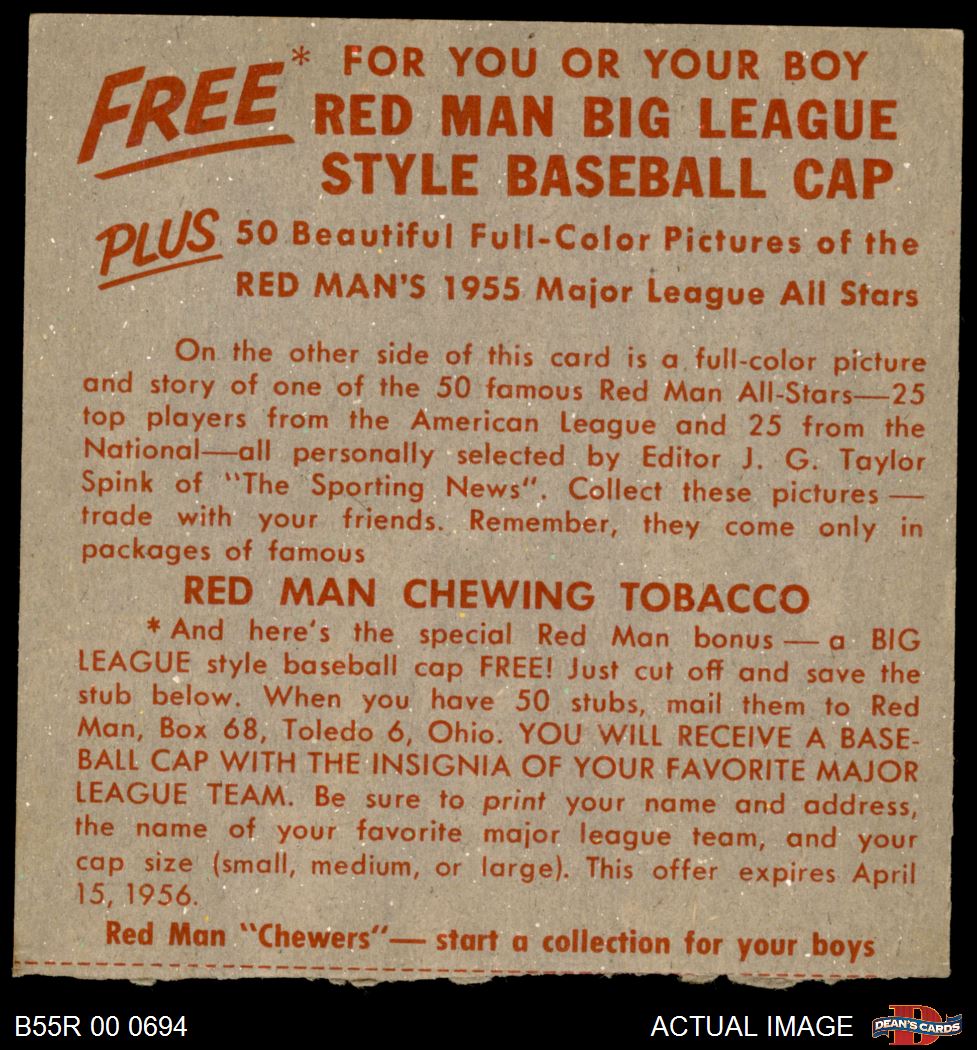 FREE* FOR YOU OR YOUR BOY
RED MAN BIG LEAGUE
STYLE BASEBALL CAP
PLUS 50 Beautiful Full-Color Pictures of the
RED MAN'S 1955 Major League All Stars
On the other side of this card is a full-color picture
and story of one of the 50 famous Red Man All-Stars—25
top players from the American League and 25 from the
National—all personally selected by Editor J. G. Taylor
Spink of "The Sporting News". Collect these pictures —
trade with your friends. Remember, they come only in
packages of famous
RED MAN CHEWING TOBACCO
* And here's the special Red Man bonus — a BIG
LEAGUE style baseball cap FREE! Just cut off and save the
stub below. When you have 50 stubs, mail them to Red
Man, Box 68, Toledo 6, Ohio. YOU WILL RECEIVE A BASE-
BALL CAP WITH THE INSIGNIA OF YOUR FAVORITE MAJOR
LEAGUE TEAM. Be sure to print your name and address,
the name of your favorite major league team, and your
cap size (small, medium, or large). This offer expires April
15, 1956.
Red Man "Chewers"— start a collection for your boys
B55R 00 0694
ACTUAL IMAGE
D
DEAN'S CARDS